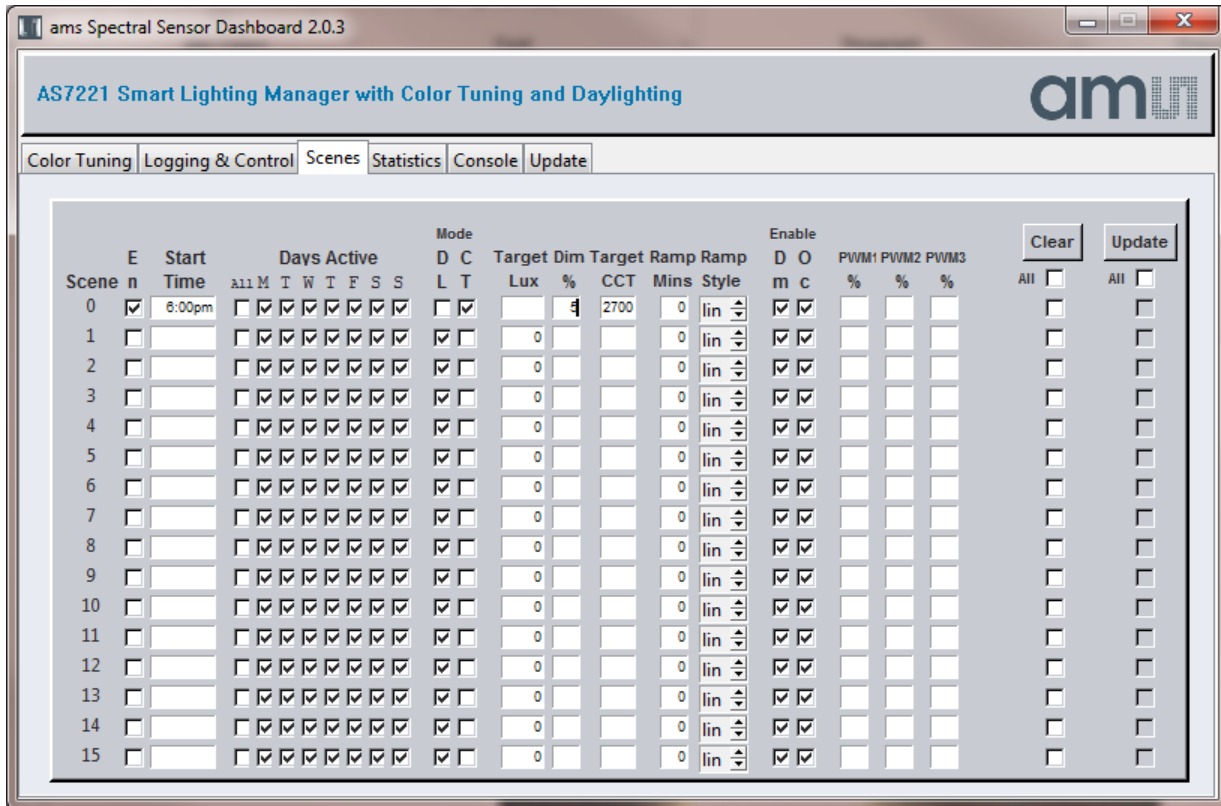 ams Spectral Sensor Dashboard 2.0.3
AS7221 Smart Lighting Manager with Color Tuning and Daylighting
am
Color Tuning Logging & Control Scenes Statistics Console Update
Mode Enable Clear Update
E Start Days Active D C Target Dim Target Ramp Ramp D O PWM1 PWM2 PWM3
Scene n Time All M T W T F S S L T Lux % CCT Mins Style m c % % % All All
0 6:00pm 5 2700 0 lin
1 0 0 lin
2 0 0 lin
3 0 0 lin
4 0 0 lin
5 0 0 lin
6 0 0 lin
7 0 0 lin
8 0 0 lin
9 0 0 lin
10 0 0 lin
11 0 0 lin
12 0 0 lin
13 0 0 lin
14 0 0 lin
15 0 0 lin